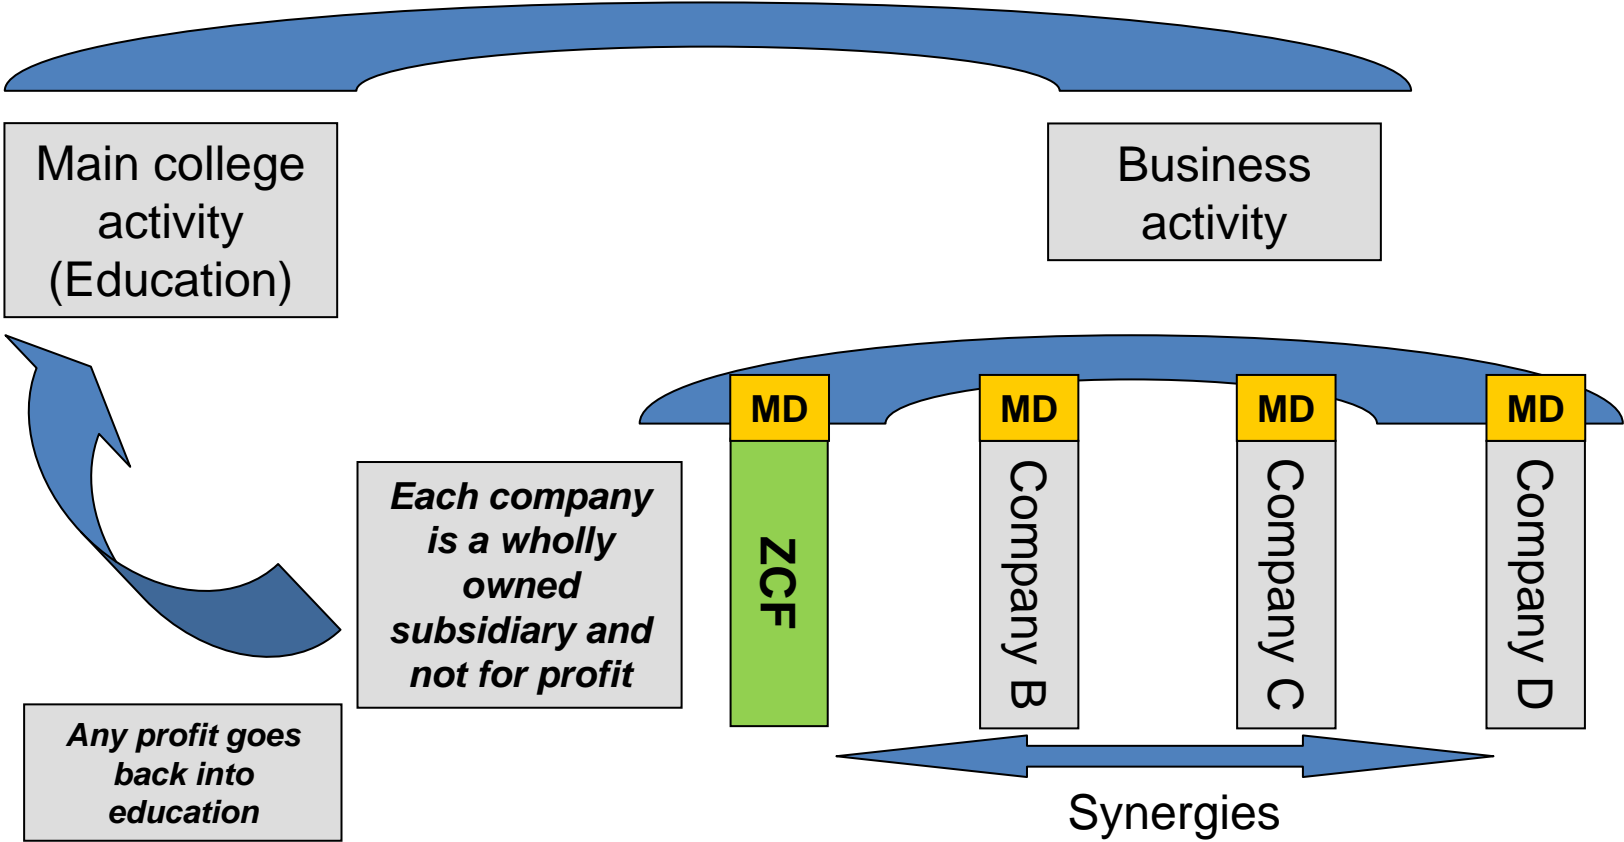 Main college
activity
(Education)
Business
activity
MD
MD
MD
MD
ZCF
Company B
Company C
Company D
Each company
is a wholly
owned
subsidiary and
not for profit
Any profit goes
back into
education
Synergies